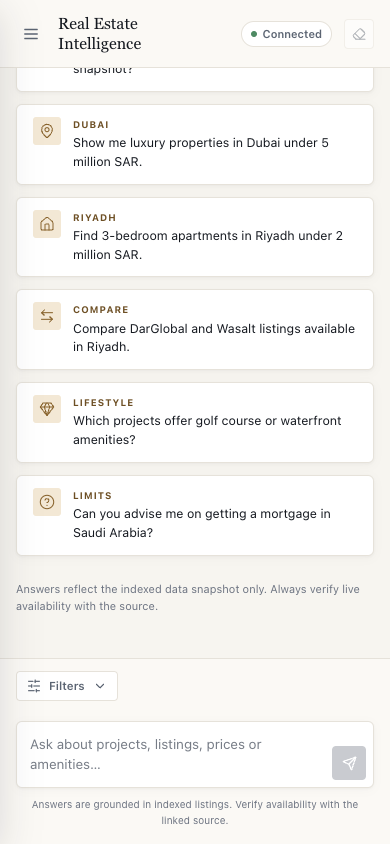 Real Estate
Intelligence
Connected
snapshot?
DUBAI
Show me luxury properties in Dubai under 5
million SAR.
RIYADH
Find 3-bedroom apartments in Riyadh under 2
million SAR.
COMPARE
Compare DarGlobal and Wasalt listings available
in Riyadh.
LIFESTYLE
Which projects offer golf course or waterfront
amenities?
LIMITS
Can you advise me on getting a mortgage in
Saudi Arabia?
Answers reflect the indexed data snapshot only. Always verify live
availability with the source.
Filters
Ask about projects, listings, prices or
amenities...
Answers are grounded in indexed listings. Verify availability with the
linked source.